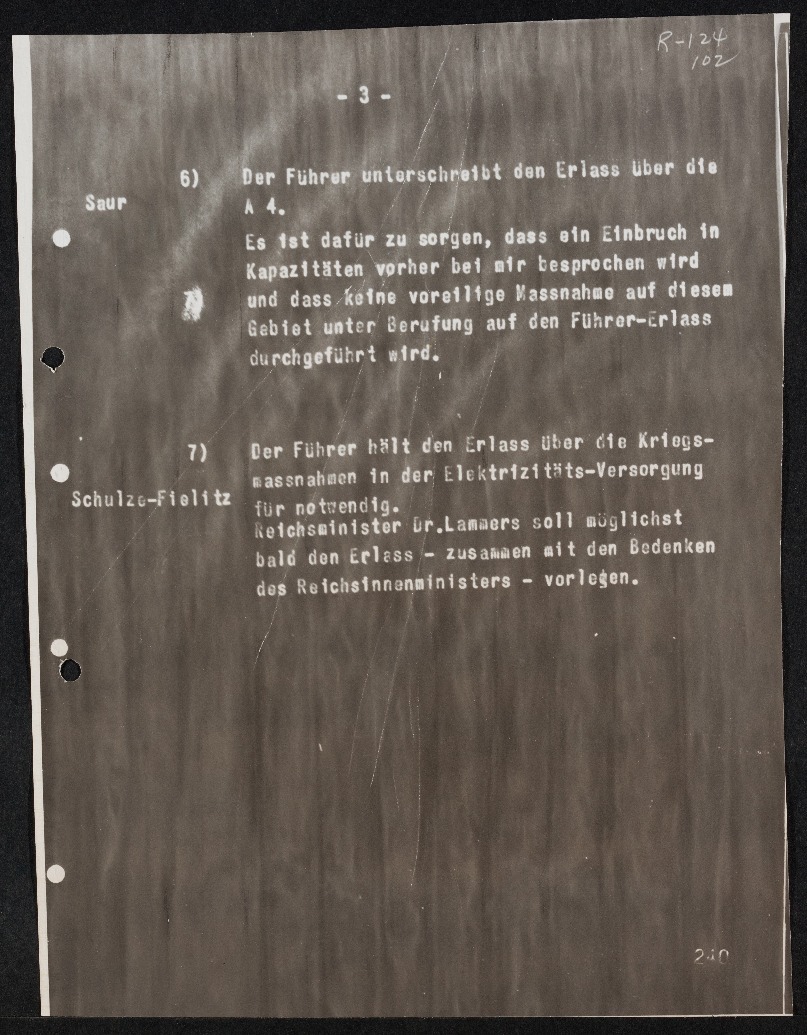 R-124
102
- 3 -
6) Der Führer unterschreibt den Erlass über die
Saur
A 4.
Es ist dafür zu sorgen, dass ein Einbruch in
Kapazitäten vorher bei mir besprochen wird
und dass keine voreilige Massnahme auf diesem
Gebiet unter Berufung auf den Führer-Erlass
durchgeführt wird.
7) Der Führer hält den Erlass über die Kriegs-
massnahmen in der Elektrizitäts-Versorgung
Schulze-Fielitz
für notwendig.
Reichsminister Dr.Lammers soll möglichst
bald den Erlass - zusammen mit den Bedenken
des Reichsinnenministers - vorlegen.
240